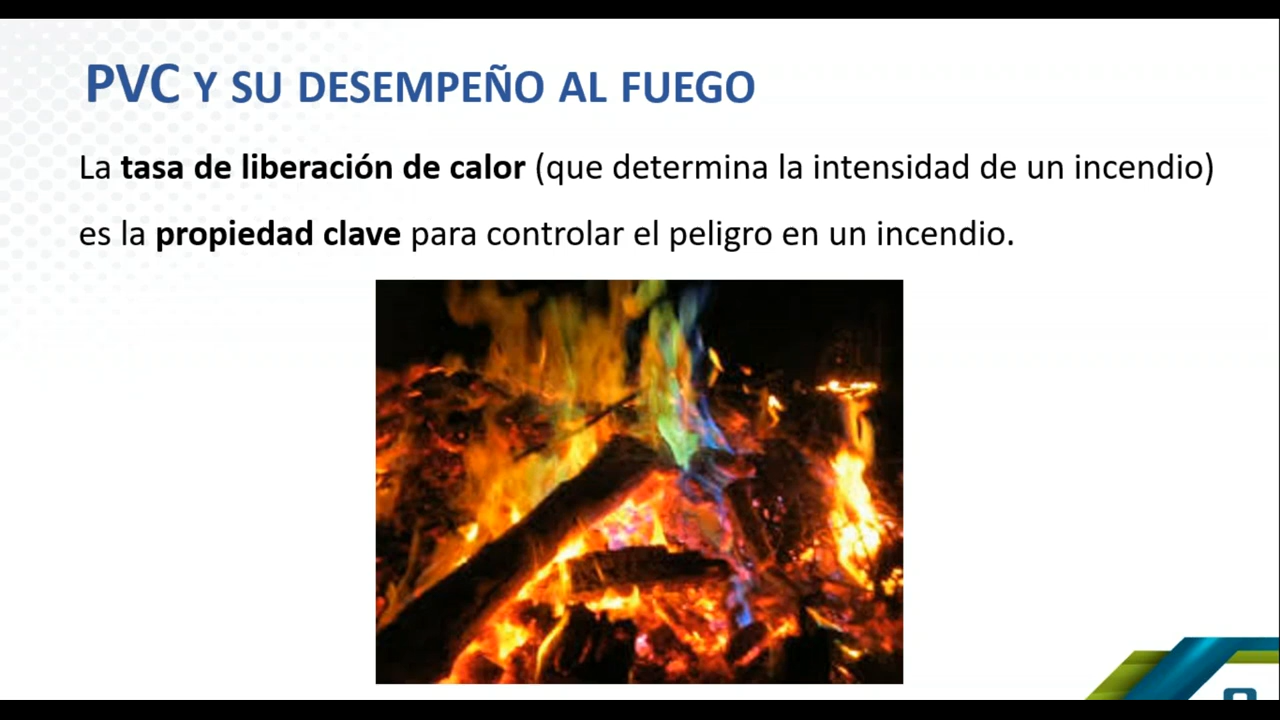 PVC Y SU DESEMPEÑO AL FUEGO
La tasa de liberación de calor (que determina la intensidad de un incendio)
es la propiedad clave para controlar el peligro en un incendio.